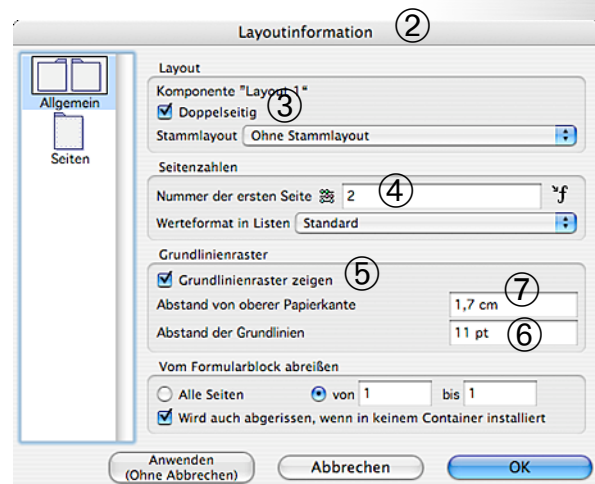 Layoutinformation ②
Allgemein
Seiten
Layout
Komponente "Layout 1"
③
Doppelseitig
Stammlayout Ohne Stammlayout
Seitenzahlen
Nummer der ersten Seite 2 ④ f
Werteformat in Listen Standard
Grundlinienraster
Grundlinienraster zeigen ⑤
Abstand von oberer Papierkante 1,7 cm ⑦
Abstand der Grundlinien 11 pt ⑥
Vom Formularblock abreißen
Alle Seiten von 1 bis 1
Wird auch abgerissen, wenn in keinem Container installiert
Anwenden
(Ohne Abbrechen)
Abbrechen
OK